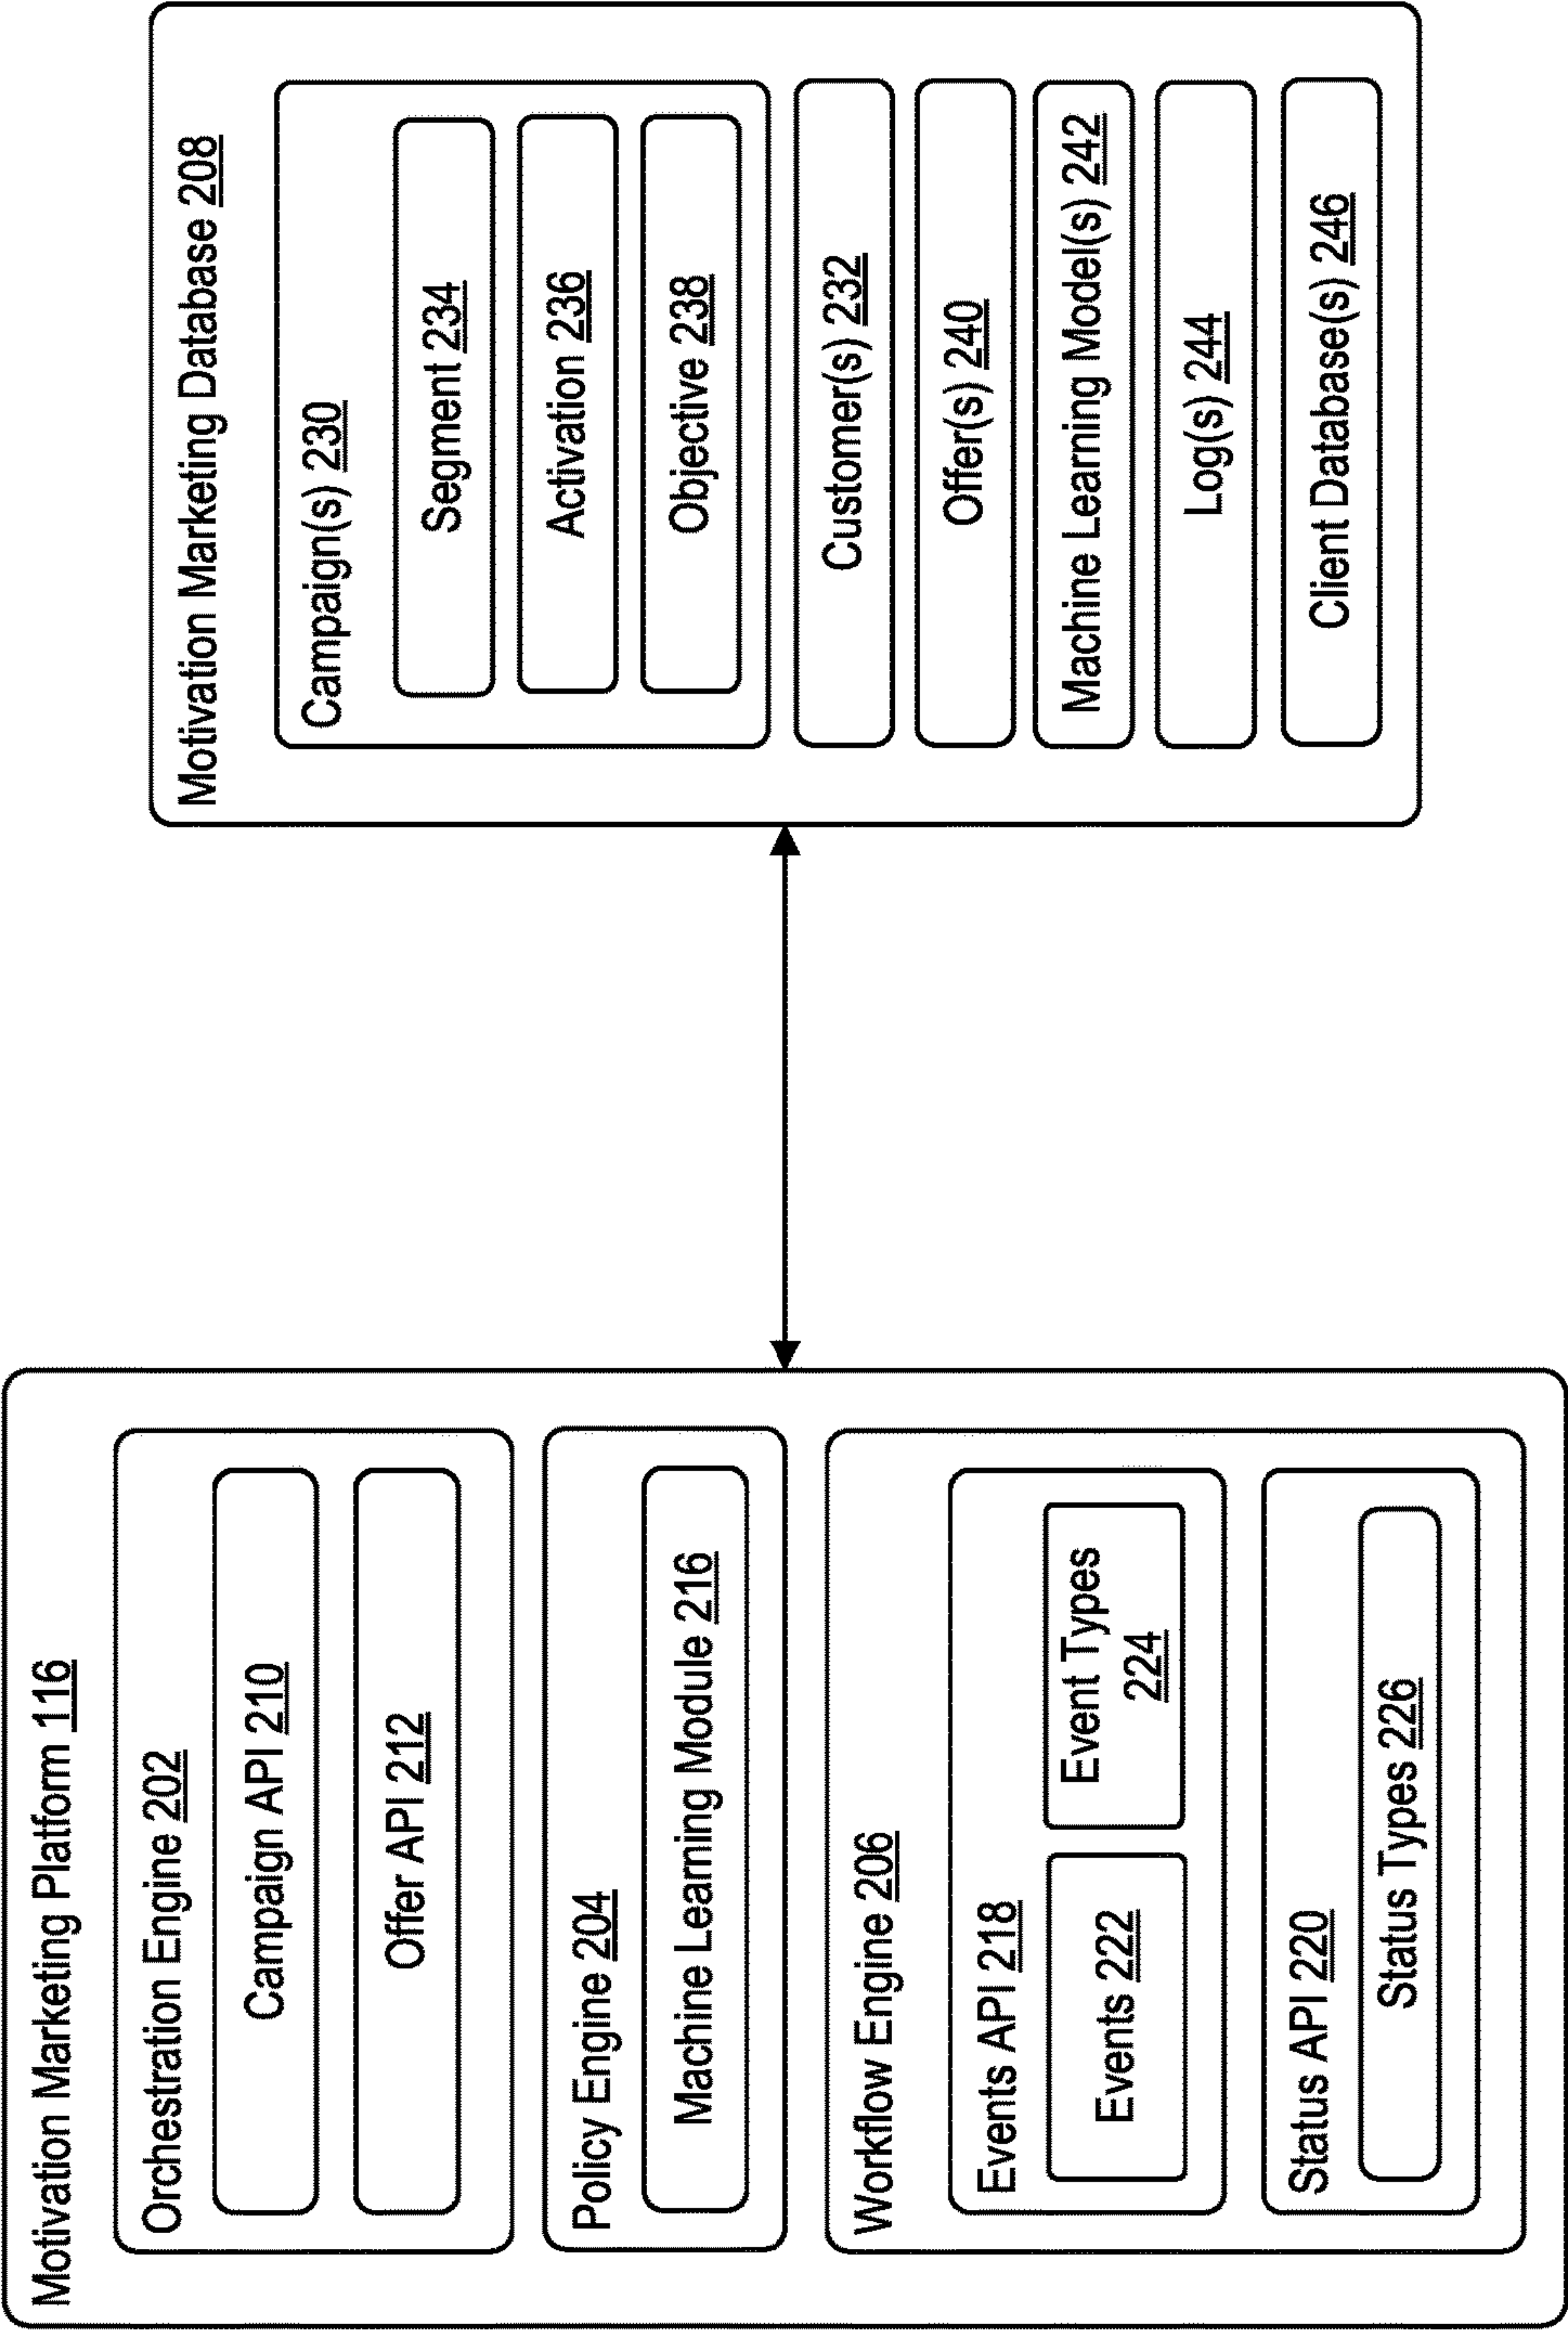 Motivation Marketing Platform 116
Orchestration Engine 202
Campaign API 210
Offer API 212
Policy Engine 204
Machine Learning Module 216
Workflow Engine 206
Events API 218
Events 222
Event Types
224
Status API 220
Status Types 226
Motivation Marketing Database 208
Campaign(s) 230
Segment 234
Activation 236
Objective 238
Customer(s) 232
Offer(s) 240
Machine Learning Model(s) 242
Log(s) 244
Client Database(s) 246